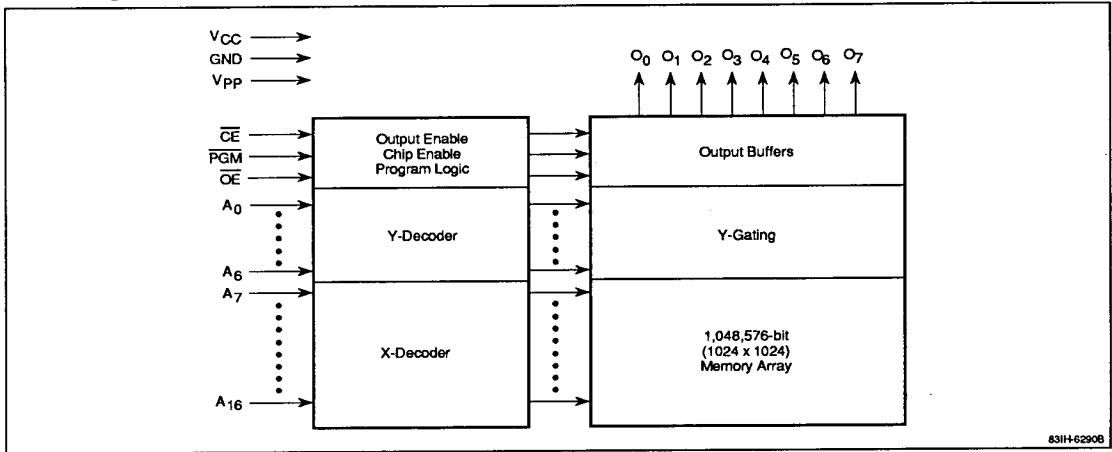 VCC
GND
VPP
O0 O1 O2 O3 O4 O5 O6 O7
CE
PGM
OE
Output Enable
Chip Enable
Program Logic
Output Buffers
A0
Y-Decoder
Y-Gating
A6
A7
X-Decoder
1,048,576-bit
(1024 x 1024)
Memory Array
A16
83IH-6290B